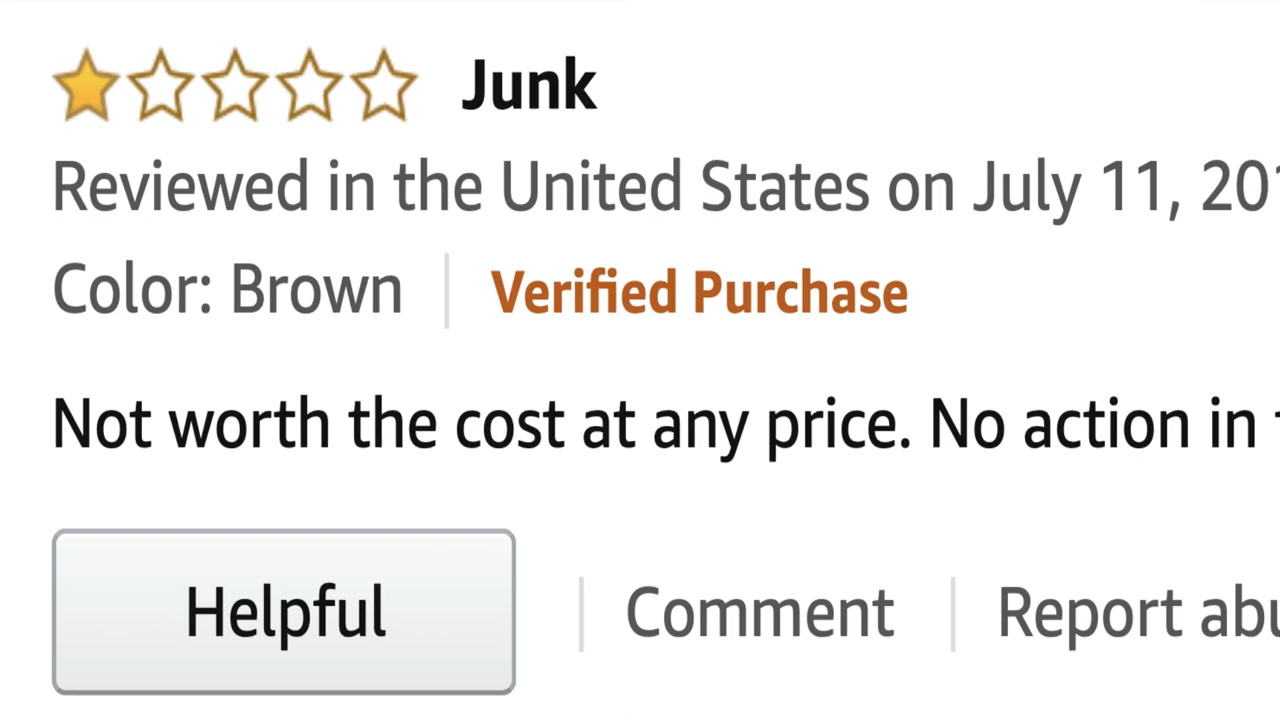 Junk
Reviewed in the United States on July 11, 20
Color: Brown Verified Purchase
Not worth the cost at any price. No action in
Helpful Comment Report